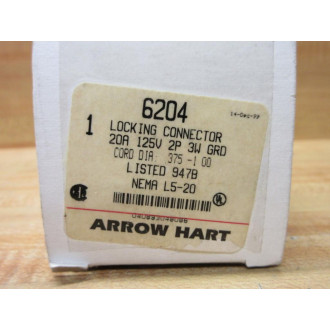 6204
1
LOCKING CONNECTOR
20A 125V 2P 3W GRD
CORD DIA .375 -1.00
LISTED 947B
NEMA L5-20
ARROW HART